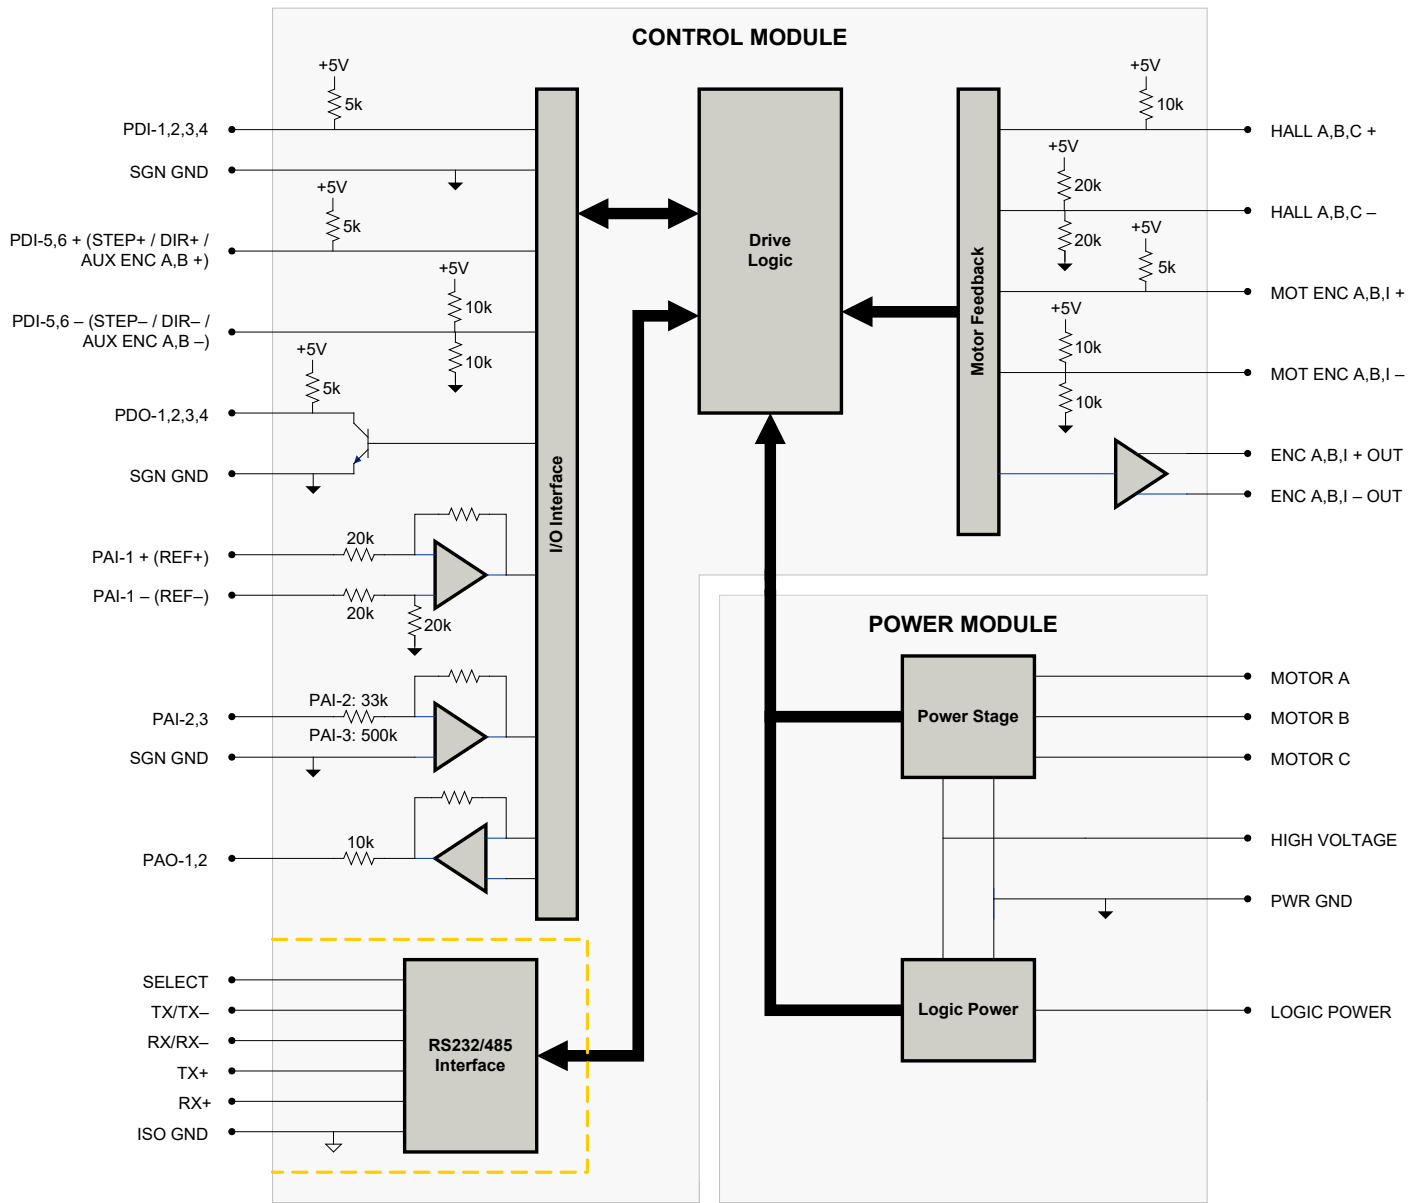 CONTROL MODULE
+5V
5k
PDI-1,2,3,4
SGN GND
+5V
5k
PDI-5,6 + (STEP+ / DIR+ /
AUX ENC A,B +)
+5V
10k
PDI-5,6 – (STEP– / DIR– /
AUX ENC A,B –)
10k
+5V
5k
PDO-1,2,3,4
SGN GND
20k
PAI-1 + (REF+)
PAI-1 – (REF–)
20k
20k
PAI-2: 33k
PAI-2,3
PAI-3: 500k
SGN GND
10k
PAO-1,2
I/O Interface
SELECT
TX/TX–
RX/RX–
TX+
RX+
ISO GND
RS232/485
Interface
Drive
Logic
Motor Feedback
+5V
10k
HALL A,B,C +
+5V
20k
HALL A,B,C –
20k
+5V
5k
MOT ENC A,B,I +
+5V
10k
MOT ENC A,B,I –
10k
ENC A,B,I + OUT
ENC A,B,I – OUT
POWER MODULE
Power Stage
MOTOR A
MOTOR B
MOTOR C
HIGH VOLTAGE
PWR GND
Logic Power
LOGIC POWER